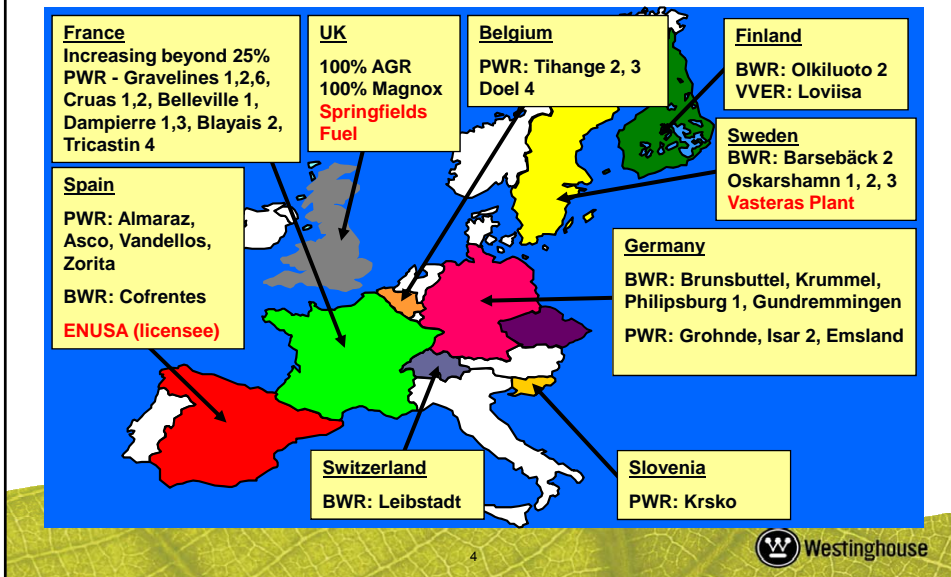 France
Increasing beyond 25%
PWR - Gravelines 1,2,6,
Cruas 1,2, Belleville 1,
Dampierre 1,3, Blayais 2,
Tricastin 4
UK
100% AGR
100% Magnox
Springfields
Fuel
Belgium
PWR: Tihange 2, 3
Doel 4
Finland
BWR: Olkiluoto 2
VVER: Loviisa
Sweden
BWR: Barsebäck 2
Oskarshamn 1, 2, 3
Vasteras Plant
Spain
PWR: Almaraz,
Asco, Vandellos,
Zorita
BWR: Cofrentes
ENUSA (licensee)
Germany
BWR: Brunsbuttel, Krummel,
Philipsburg 1, Gundremmingen
PWR: Grohnde, Isar 2, Emsland
Switzerland
BWR: Leibstadt
Slovenia
PWR: Krsko
4
W Westinghouse